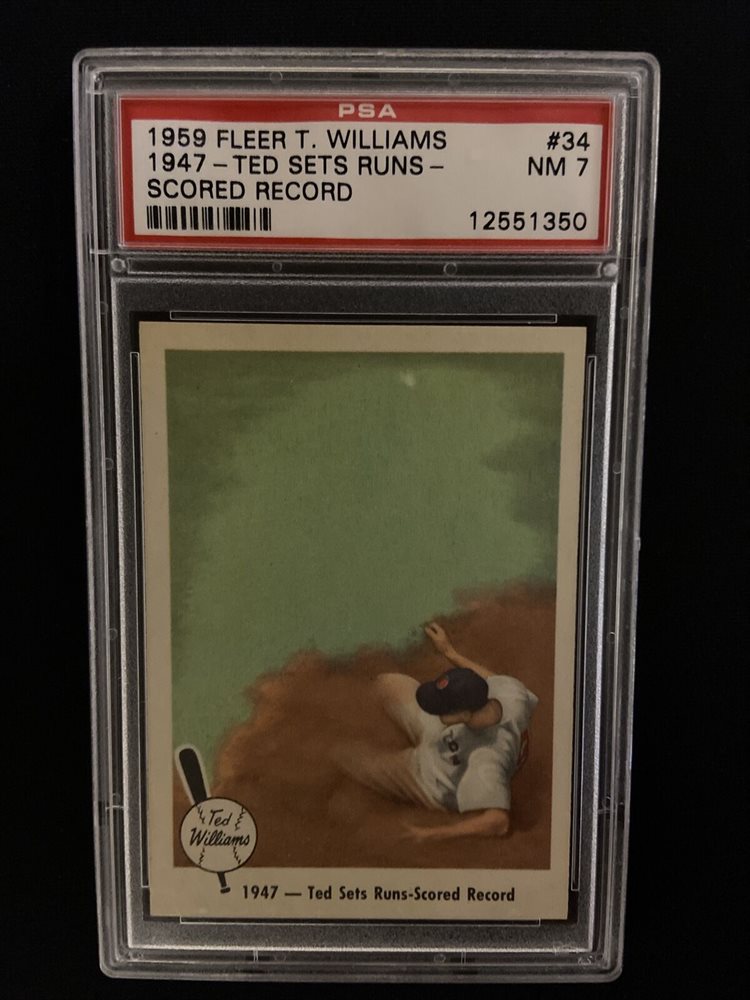 PSA
1959 FLEER T. WILLIAMS #34
1947 – TED SETS RUNS – NM 7
SCORED RECORD
12551350
Ted
Williams
1947 — Ted Sets Runs-Scored Record